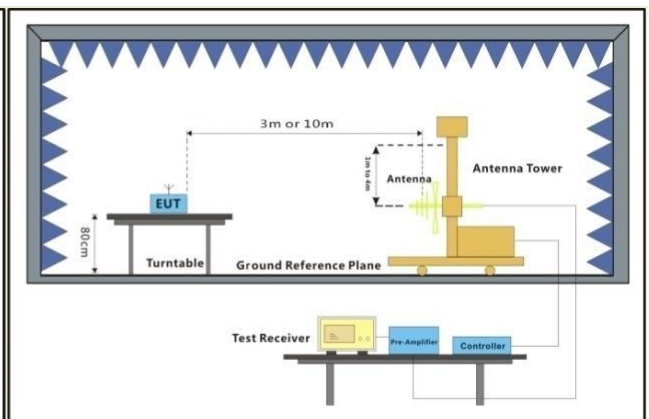 3m or 10m
1m to 4m
Antenna
Antenna Tower
EUT
80cm
Turntable
Ground Reference Plane
Test Receiver
Pre-Amplifier
Controller